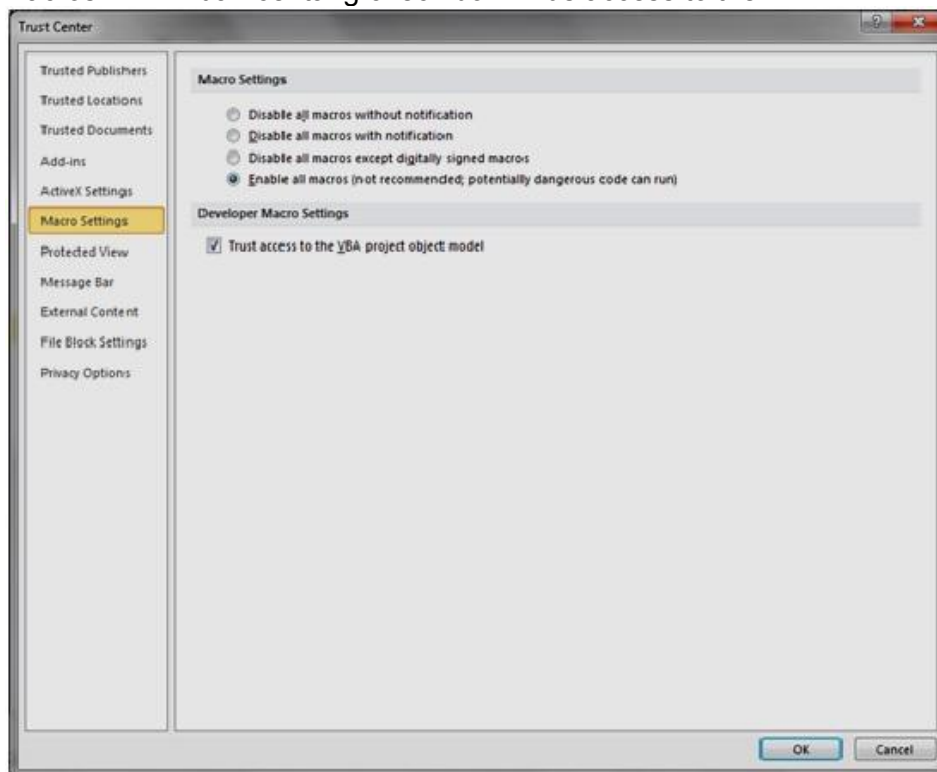 Trust Center
Trusted Publishers
Trusted Locations
Trusted Documents
Add-ins
ActiveX Settings
Macro Settings
Protected View
Message Bar
External Content
File Block Settings
Privacy Options
Macro Settings
Disable all macros without notification
Disable all macros with notification
Disable all macros except digitally signed macros
Enable all macros (not recommended; potentially dangerous code can run)
Developer Macro Settings
Trust access to the VBA project object model
OK
Cancel